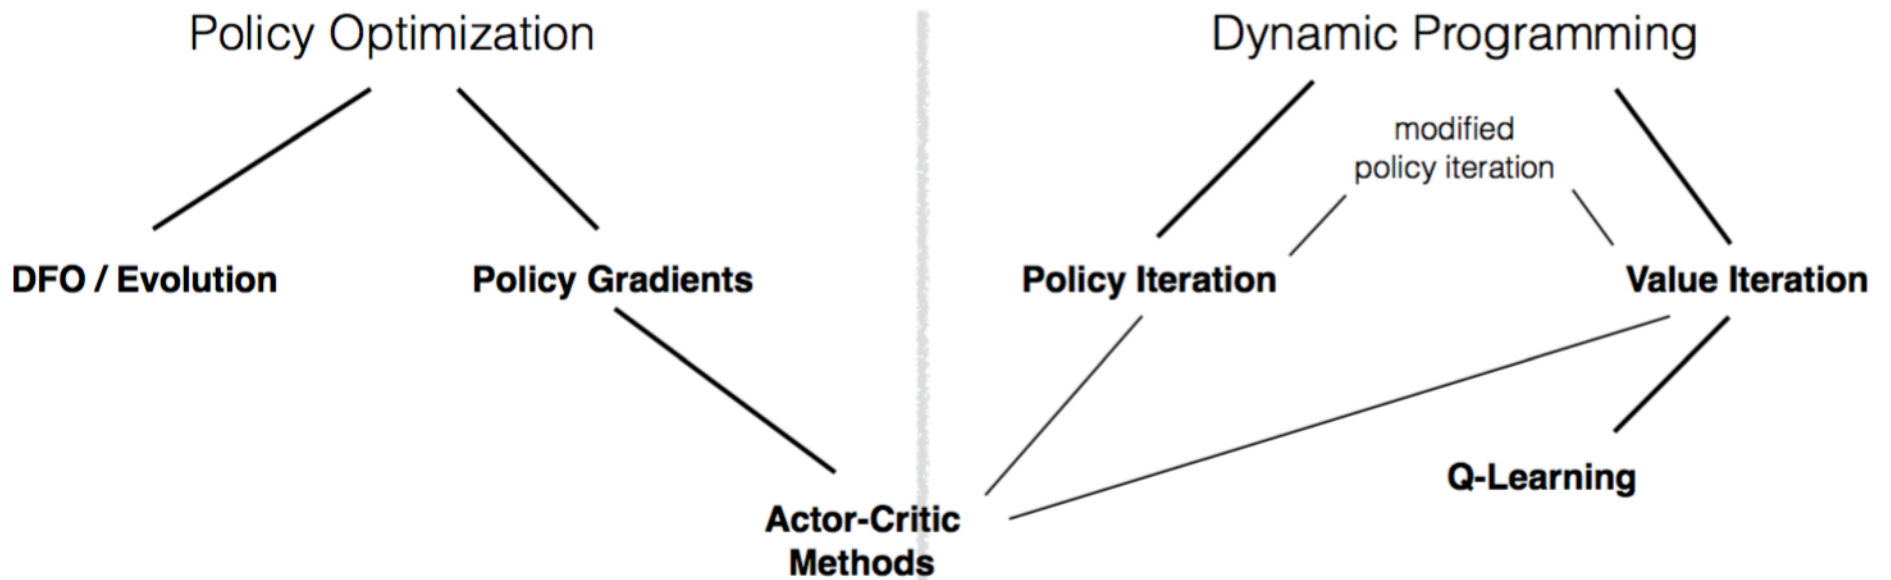 Policy Optimization
Dynamic Programming
modified
policy iteration
DFO / Evolution
Policy Gradients
Policy Iteration
Value Iteration
Q-Learning
Actor-Critic
Methods